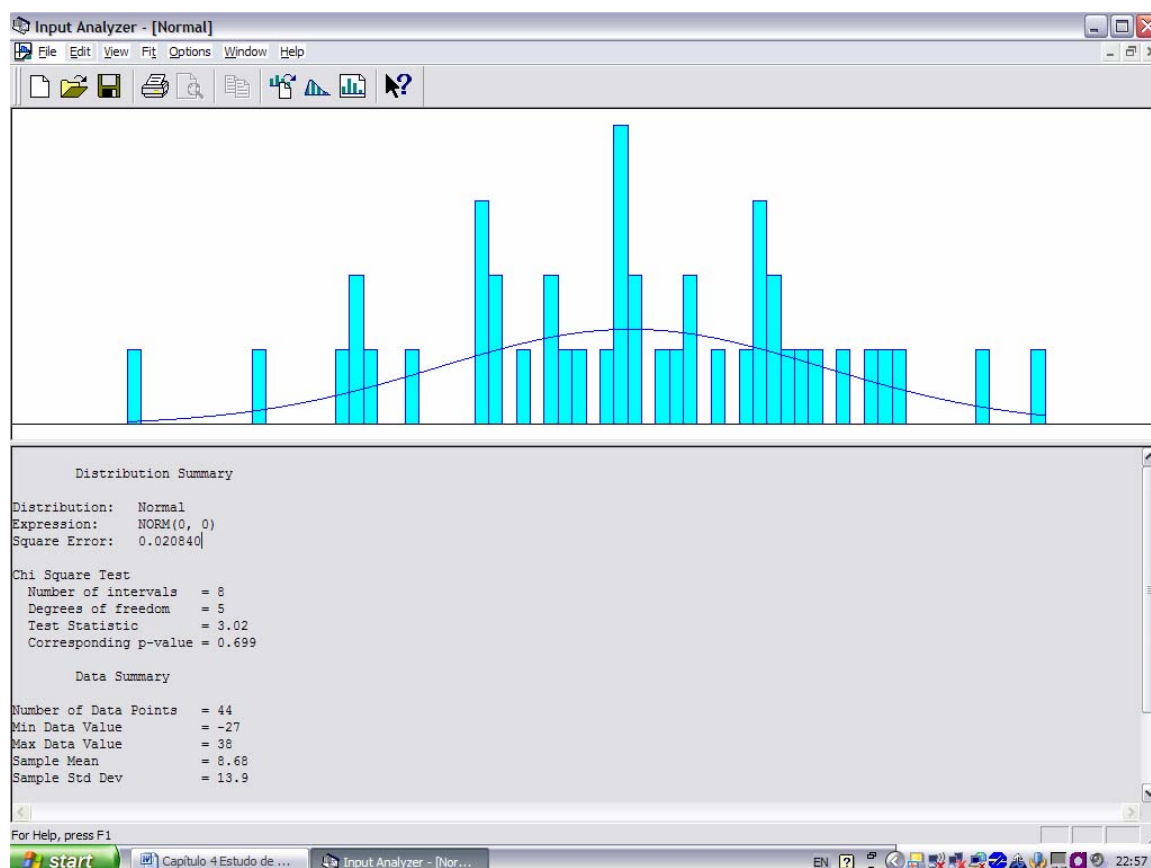 Input Analyzer - [Normal]
File Edit View Fit Options Window Help
Distribution Summary
Distribution: Normal
Expression: NORM(0, 0)
Square Error: 0.020840
Chi Square Test
Number of intervals = 8
Degrees of freedom = 5
Test Statistic = 3.02
Corresponding p-value = 0.699
Data Summary
Number of Data Points = 44
Min Data Value = -27
Max Data Value = 38
Sample Mean = 8.68
Sample Std Dev = 13.9
For Help, press F1
start Capítulo 4 Estudo de ... Input Analyzer - [Nor... EN 22:57